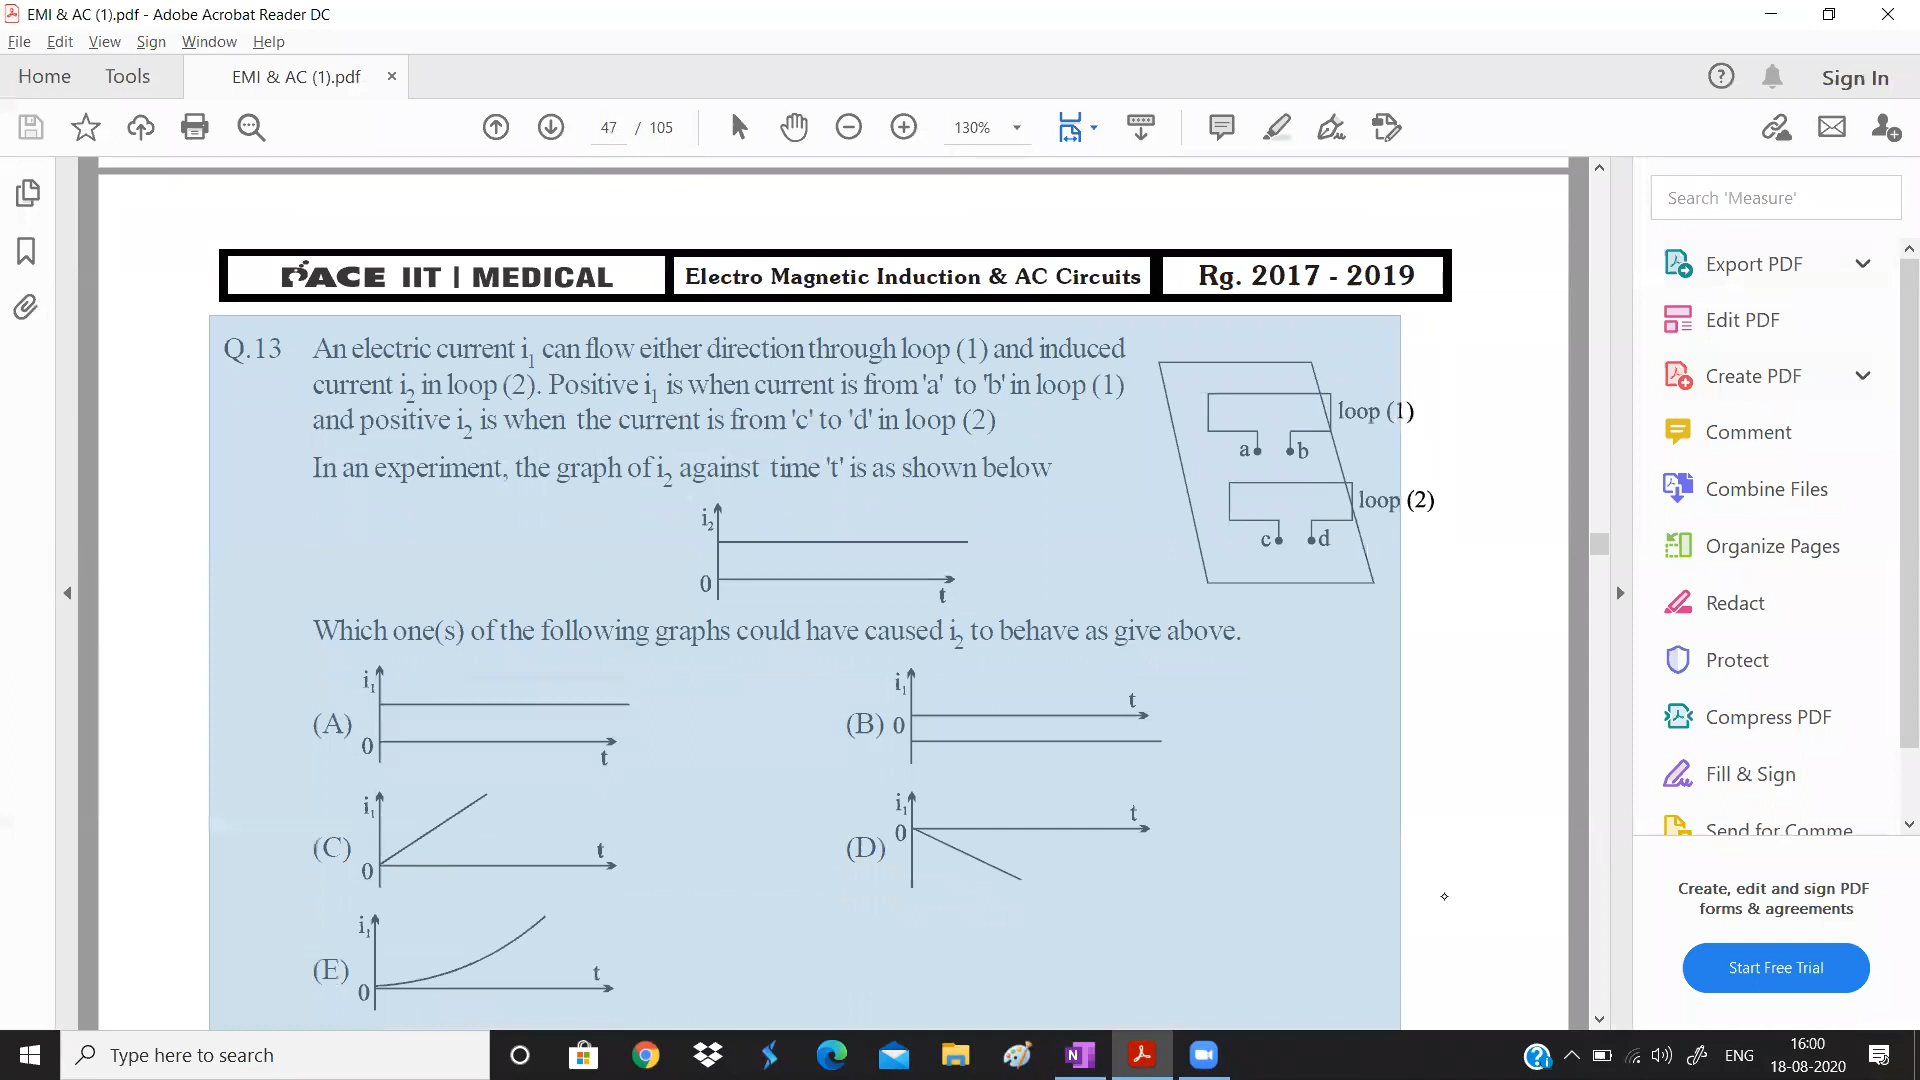 EMI & AC (1).pdf - Adobe Acrobat Reader DC
File Edit View Sign Window Help
Home Tools EMI & AC (1).pdf × Sign In
47 / 105 130%
Search 'Measure'
PACE IIT | MEDICAL Electro Magnetic Induction & AC Circuits Rg. 2017 - 2019
Q.13 An electric current i1 can flow either direction through loop (1) and induced
current i2 in loop (2). Positive i1 is when current is from 'a' to 'b' in loop (1)
and positive i2 is when the current is from 'c' to 'd' in loop (2)
In an experiment, the graph of i2 against time 't' is as shown below
loop (1)
a b
loop (2)
c d
i2
0
t
Which one(s) of the following graphs could have caused i2 to behave as give above.
(A) i1 0 t
(B) i1 0 t
(C) i1 0 t
(D) i1 0 t
(E) i1 0 t
Export PDF
Edit PDF
Create PDF
Comment
Combine Files
Organize Pages
Redact
Protect
Compress PDF
Fill & Sign
Send for Comme
Create, edit and sign PDF
forms & agreements
Start Free Trial
Type here to search
ENG
16:00
18-08-2020